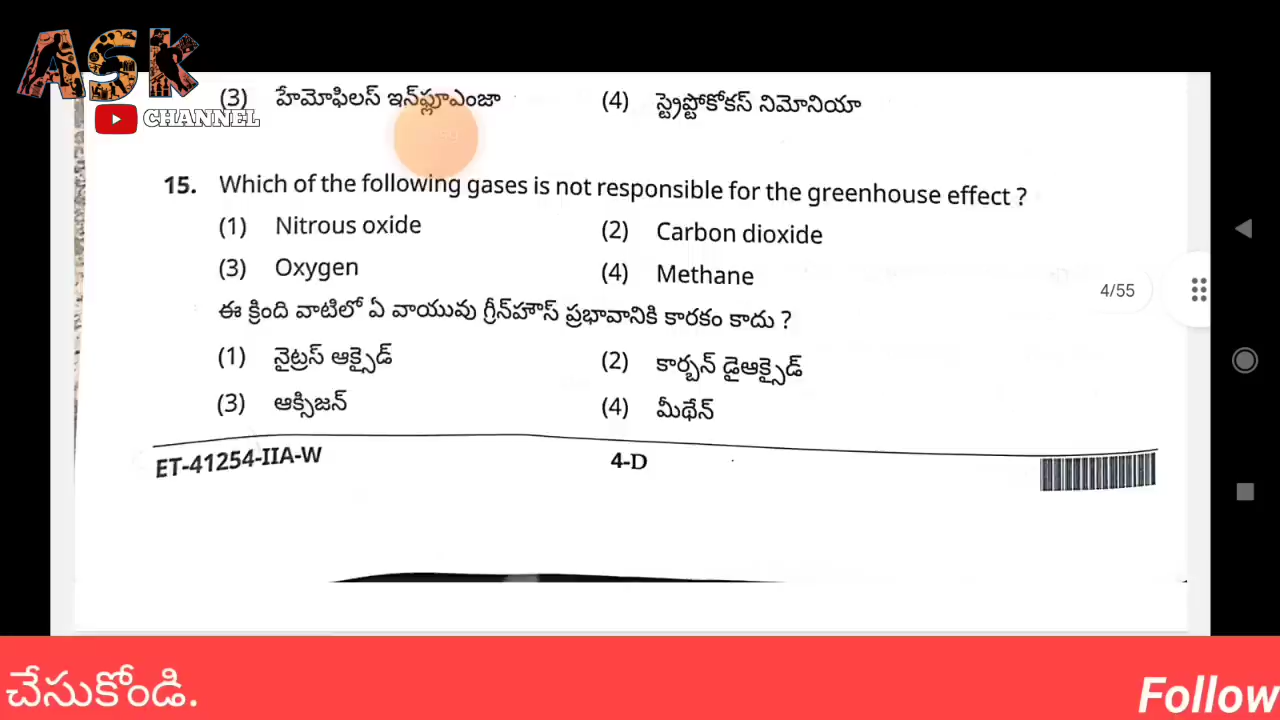 ASK
CHANNEL
(3) హేమోఫిలస్ ఇన్‌ఫ్లూఎంజా (4) స్ట్రెప్టోకోకస్ నిమోనియా
15. Which of the following gases is not responsible for the greenhouse effect ?
(1) Nitrous oxide (2) Carbon dioxide
(3) Oxygen (4) Methane
ఈ క్రింది వాటిలో ఏ వాయువు గ్రీన్‌హౌస్ ప్రభావానికి కారకం కాదు ?
(1) నైట్రస్ ఆక్సైడ్ (2) కార్బన్ డైఆక్సైడ్
(3) ఆక్సిజన్ (4) మీథేన్
4/55
ET-41254-IIA-W 4-D
చేసుకోండి. Follow